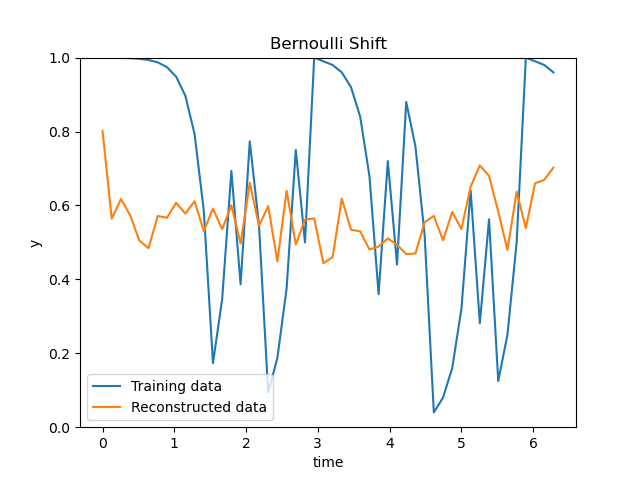 Bernoulli Shift
1.0
0.8
0.6
0.4
0.2
0.0
y
Training data
Reconstructed data
0 1 2 3 4 5 6
time